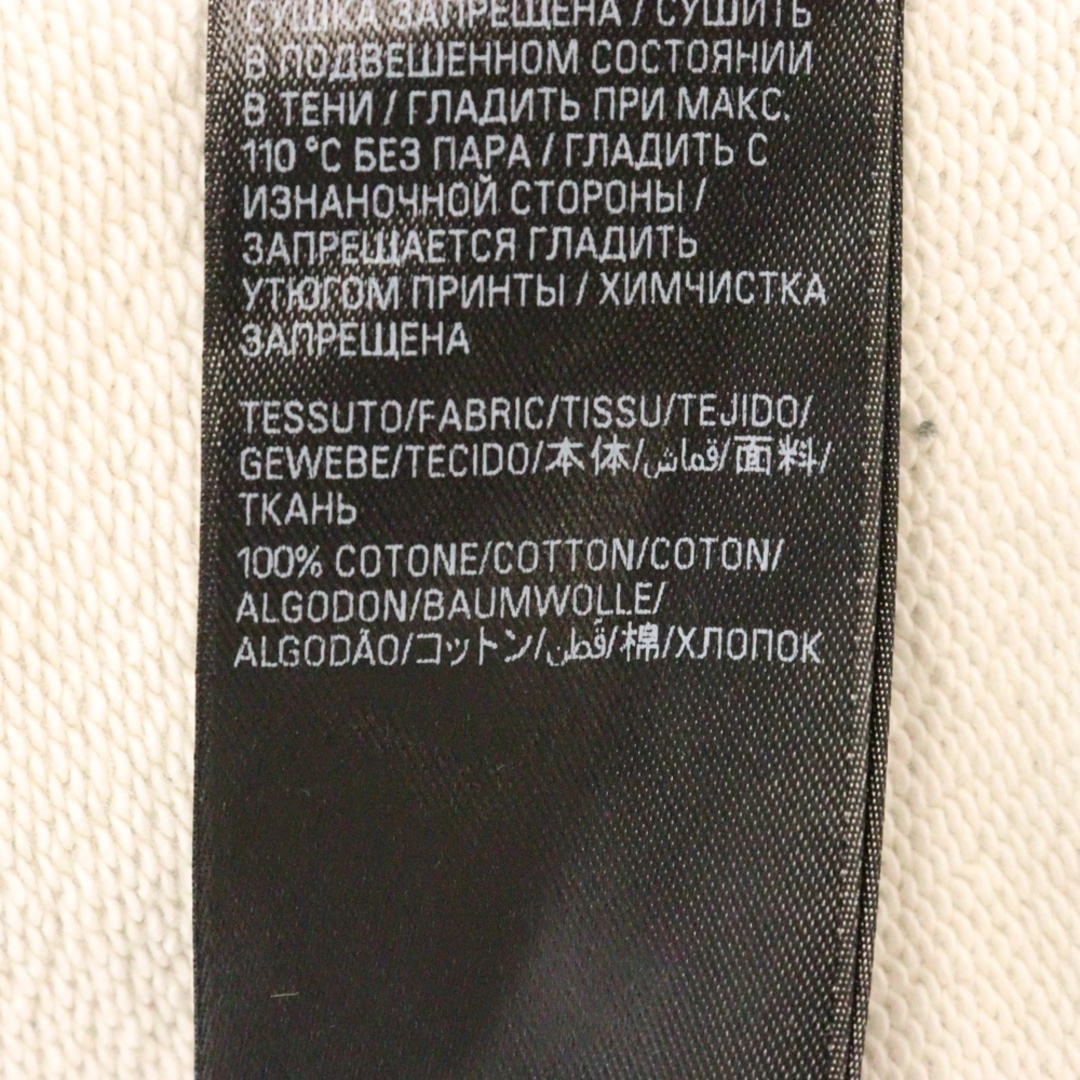 СУШКА ЗАПРЕЩЕНА / СУШИТЬ
В ПОДВЕШЕННОМ СОСТОЯНИИ
В ТЕНИ / ГЛАДИТЬ ПРИ МАКС.
110 °C БЕЗ ПАРА / ГЛАДИТЬ С
ИЗНАНОЧНОЙ СТОРОНЫ /
ЗАПРЕЩАЕТСЯ ГЛАДИТЬ
УТЮГОМ ПРИНТЫ / ХИМЧИСТКА
ЗАПРЕЩЕНА
TESSUTO/FABRIC/TISSU/TEJIDO/
GEWEBE/TECIDO/本体/قماش/面料/
ТКАНЬ
100% COTONE/COTTON/COTON/
ALGODON/BAUMWOLLE/
ALGODÃO/コットン/قطن/棉/ХЛОПОК